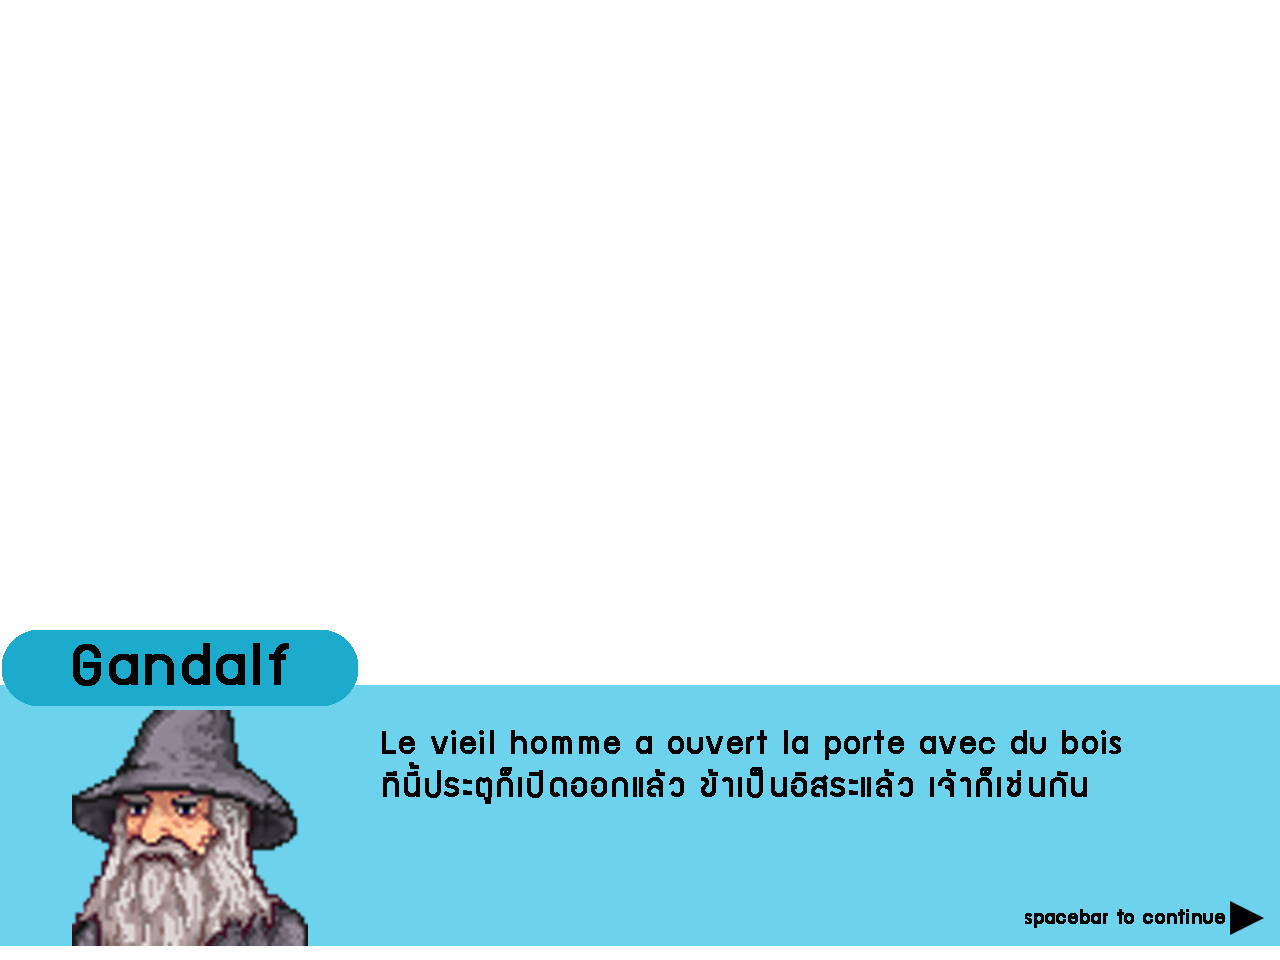 Gandalf
Le vieil homme a ouvert la porte avec du bois
ทีนี้ประตุก็เปิดออกแล้ว ข้าเป็นอิสระแล้ว เจ้าก็เช่นกัน
spacebar to continue